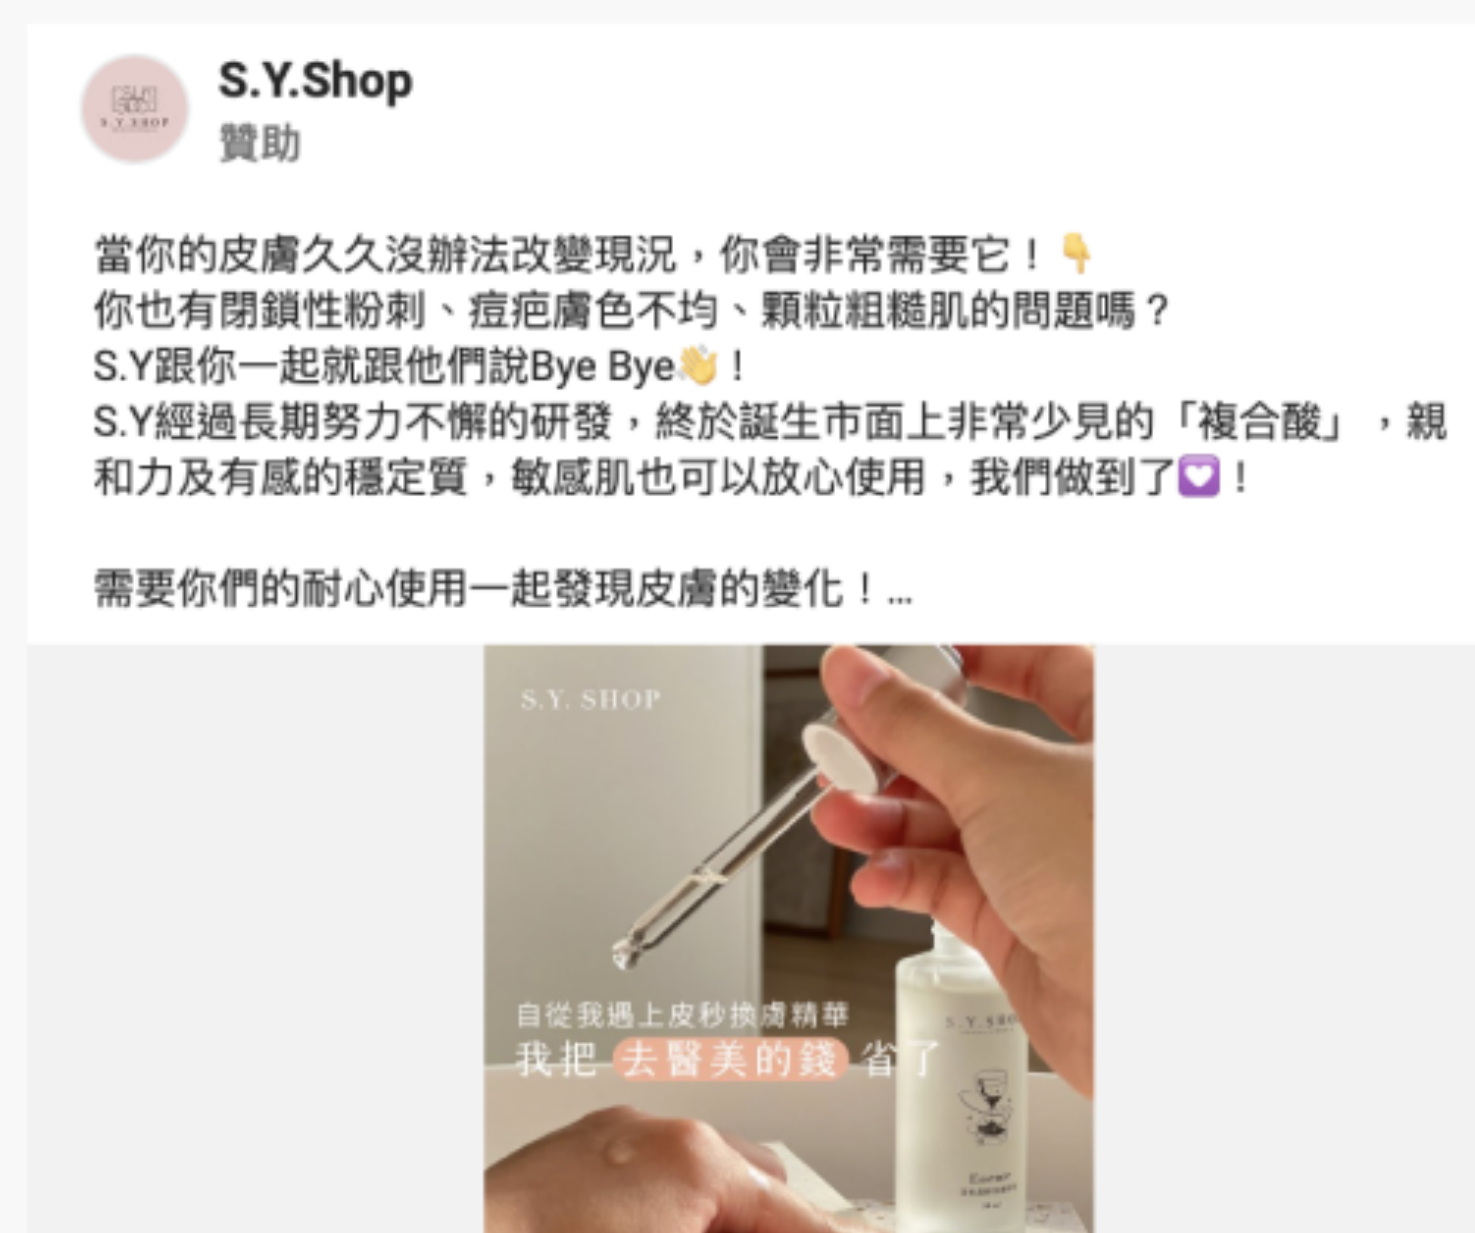 S.Y.Shop
贊助
S.Y.SHOP
當你的皮膚久久沒辦法改變現況，你會非常需要它！👇
你也有閉鎖性粉刺、痘疤膚色不均、顆粒粗糙肌的問題嗎？
S.Y跟你一起就跟他們說Bye Bye👋！
S.Y經過長期努力不懈的研發，終於誕生市面上非常少見的「複合酸」，親
和力及有感的穩定質，敏感肌也可以放心使用，我們做到了💟！
需要你們的耐心使用一起發現皮膚的變化！...
S.Y. SHOP
自從我遇上皮秒換膚精華
我把 去醫美的錢 省了
S.Y.SHO